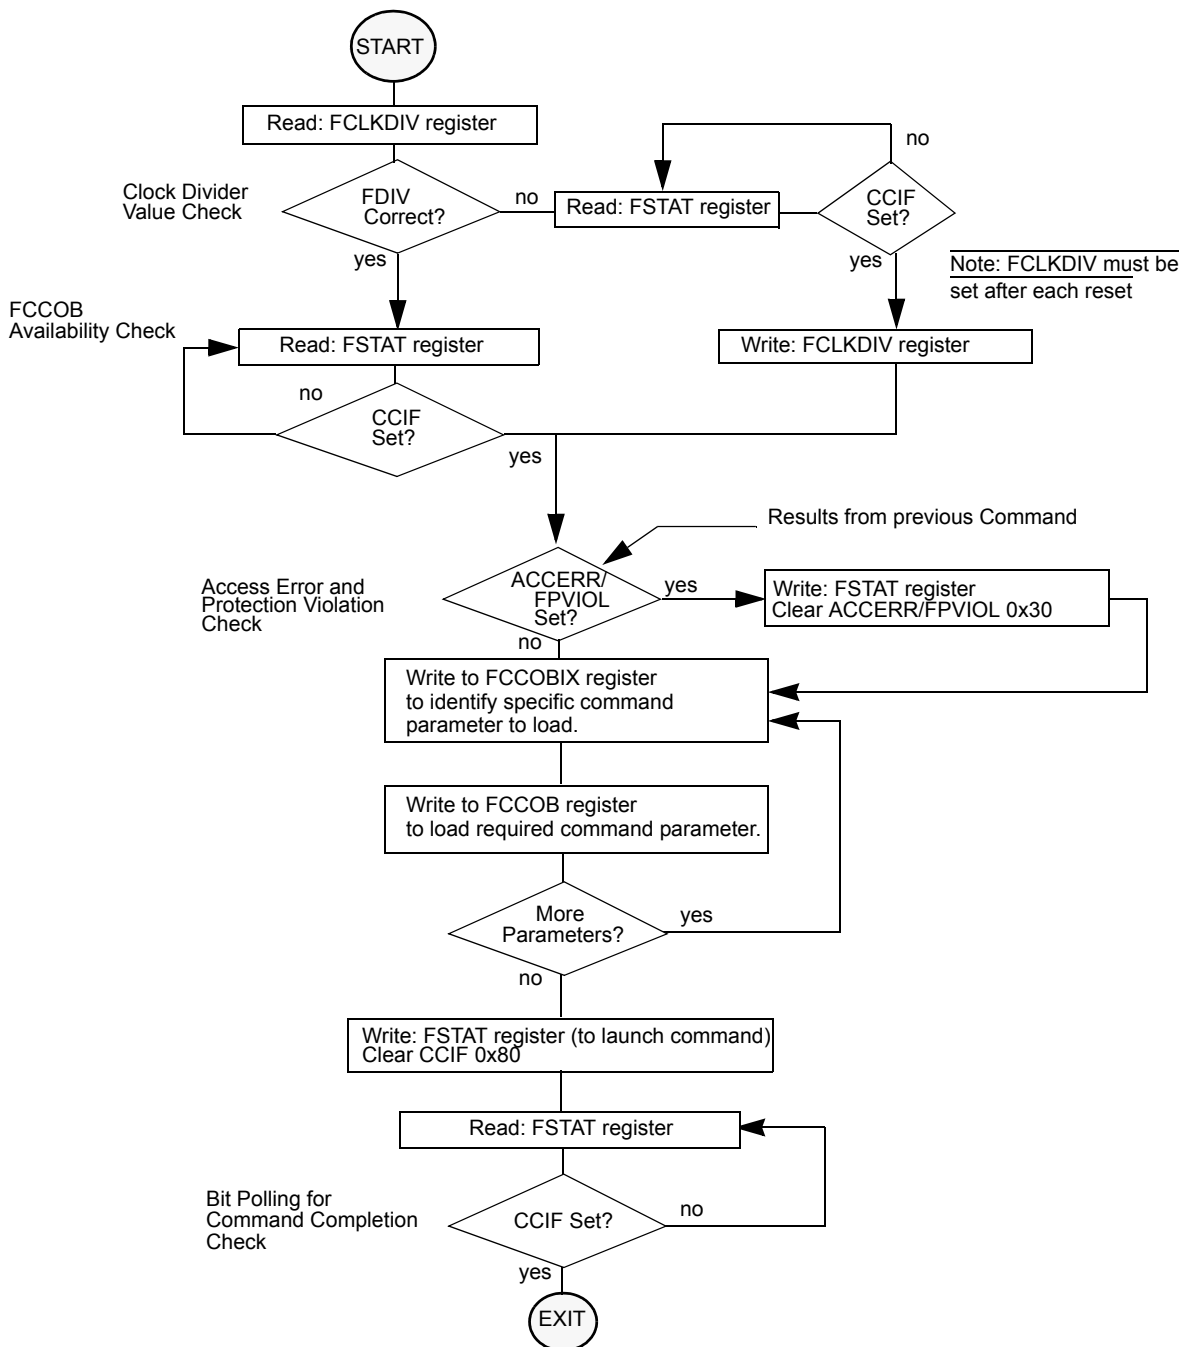 START
Read: FCLKDIV register
Clock Divider
Value Check
FDIV
Correct?
no
Read: FSTAT register
no
CCIF
Set?
yes
yes
Note: FCLKDIV must be
set after each reset
FCCOB
Availability Check
Read: FSTAT register
Write: FCLKDIV register
no
CCIF
Set?
yes
Results from previous Command
Access Error and
Protection Violation
Check
ACCERR/
FPVIOL
Set?
yes
Write: FSTAT register
Clear ACCERR/FPVIOL 0x30
no
Write to FCCOBIX register
to identify specific command
parameter to load.
Write to FCCOB register
to load required command parameter.
More
Parameters?
yes
no
Write: FSTAT register (to launch command)
Clear CCIF 0x80
Read: FSTAT register
Bit Polling for
Command Completion
Check
CCIF Set?
no
yes
EXIT